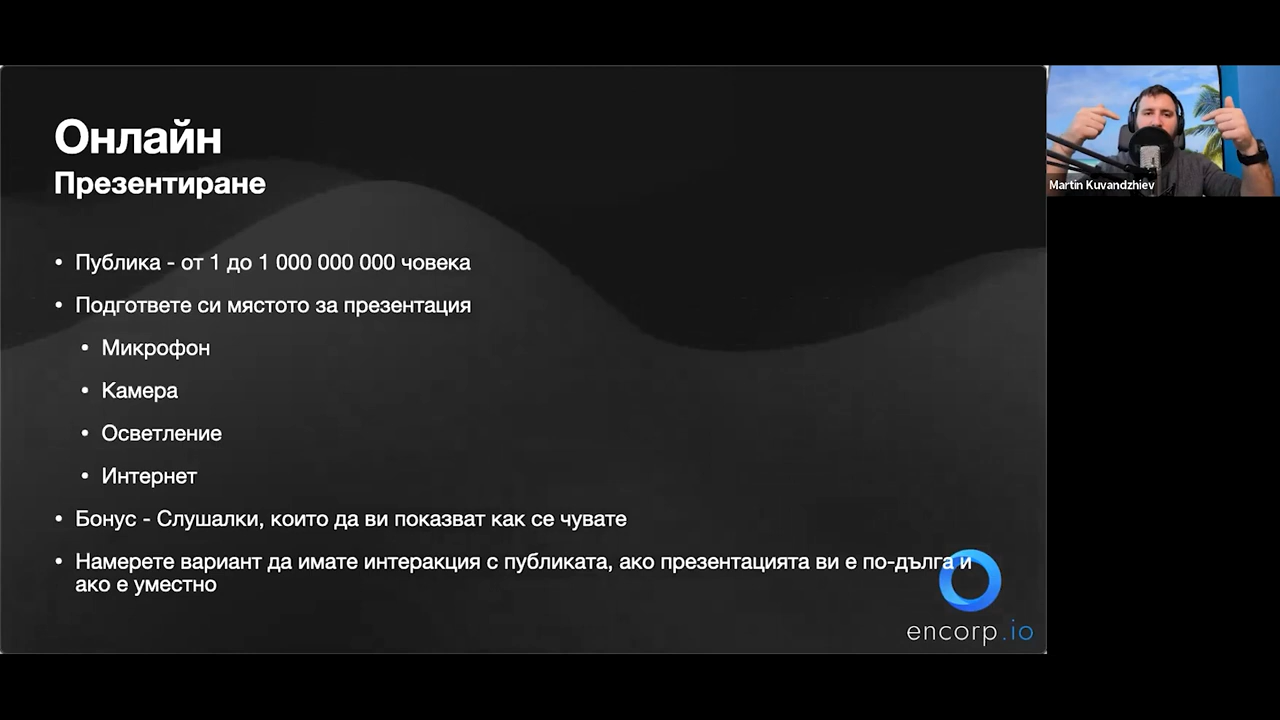 Онлайн
Презентиране
• Публика - от 1 до 1 000 000 000 човека
• Подгответе си мястото за презентация
• Микрофон
• Камера
• Осветление
• Интернет
• Бонус - Слушалки, които да ви показват как се чувате
• Намерете вариант да имате интеракция с публиката, ако презентацията ви е по-дълга и
ако е уместно
encorp.io
Martin Kuvandzhiev